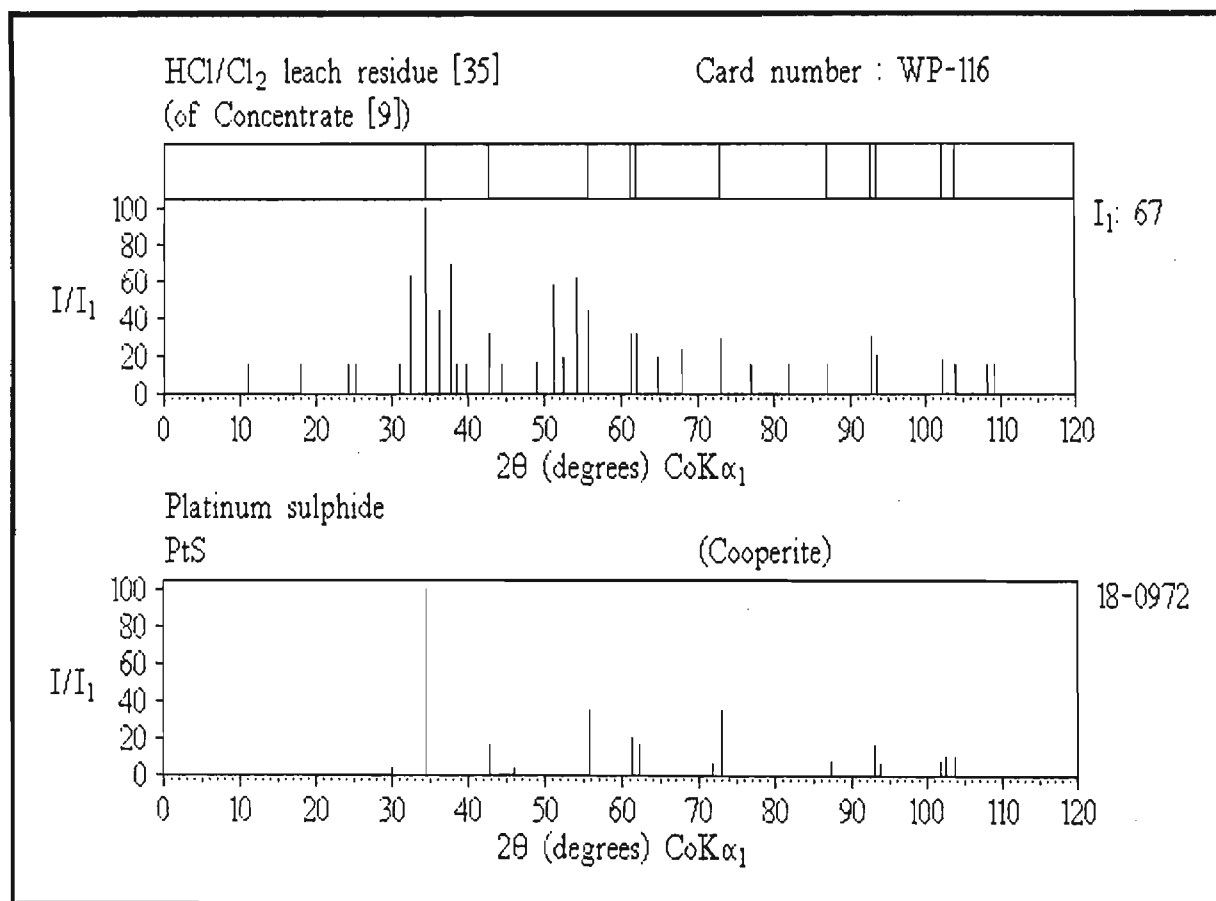 HCl/Cl₂ leach residue [35] Card number : WP-116
(of Concentrate [9])
I₁: 67
100
80
60
I/I₁
40
20
0
0 10 20 30 40 50 60 70 80 90 100 110 120
2θ (degrees) CoKα₁
Platinum sulphide
PtS (Cooperite)
18-0972
100
80
60
I/I₁
40
20
0
0 10 20 30 40 50 60 70 80 90 100 110 120
2θ (degrees) CoKα₁